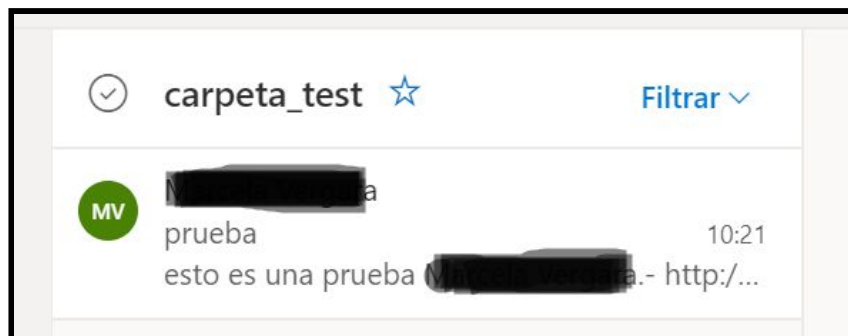 carpeta_test
Filtrar
MV
prueba
10:21
esto es una prueba .- http:/...